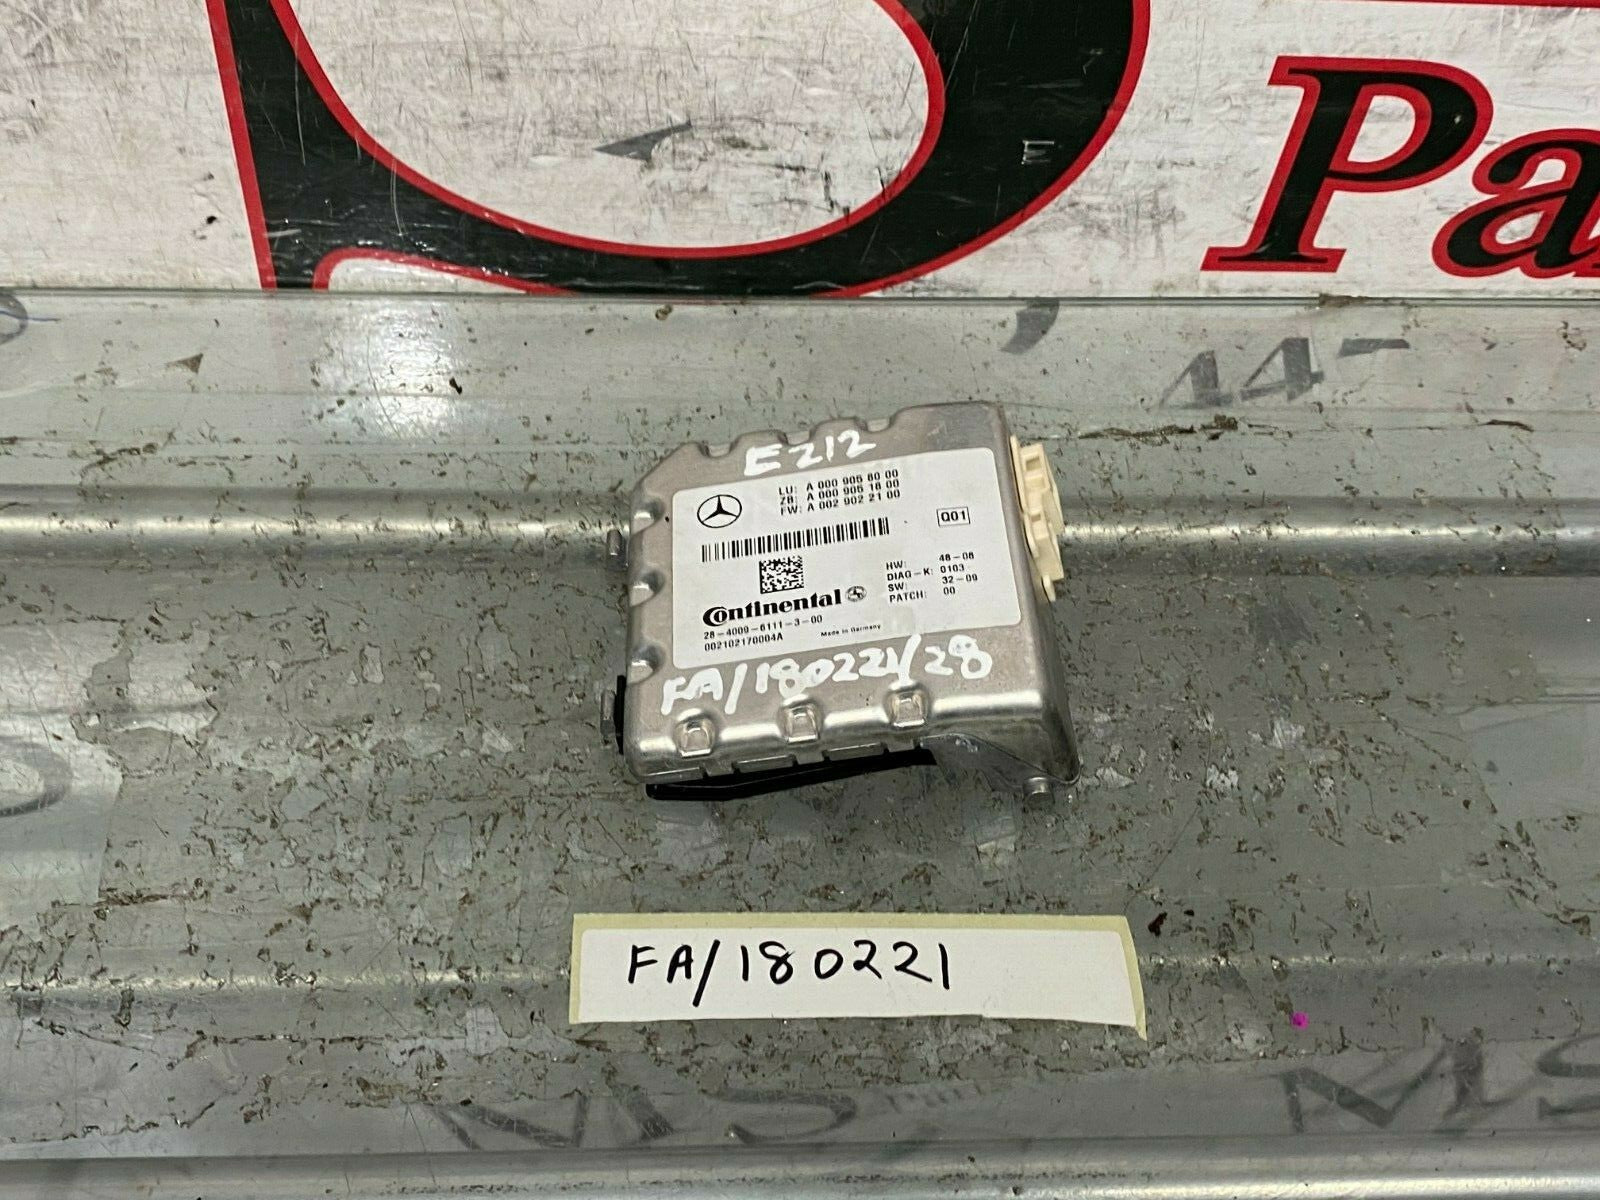 Pa
44-
E212
LU: A 000 905 80 00
ZB: A 000 905 18 00
FW: A 002 902 21 00
Q01
HW: 48-08
DIAG-K: 0103
SW: 32-09
PATCH: 00
Continental
28-4009-6111-3-00
002102170004A
Made in Germany
FA/180221/28
FA/180221